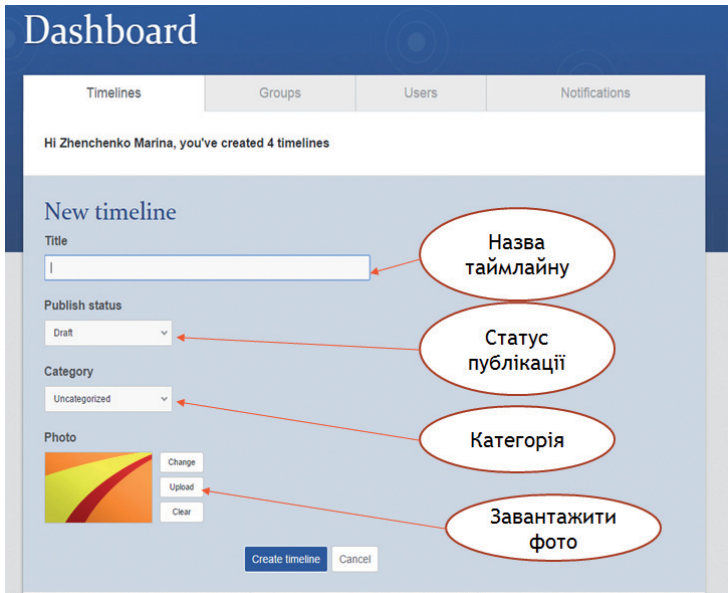 Dashboard
Timelines Groups Users Notifications
Hi Zhenchenko Marina, you've created 4 timelines
New timeline
Title
Назва
таймлайну
Publish status
Draft
Статус
публікації
Category
Uncategorized
Категорія
Photo
Change
Upload
Clear
Завантажити
фото
Create timeline Cancel